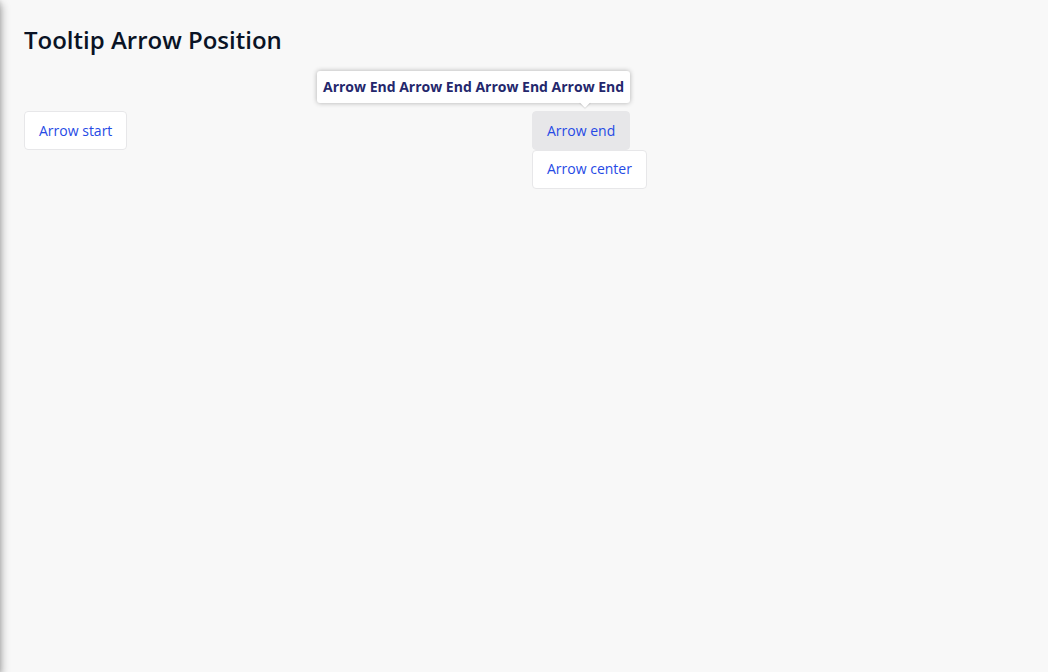 Tooltip Arrow Position
Arrow End Arrow End Arrow End Arrow End
Arrow start
Arrow end
Arrow center